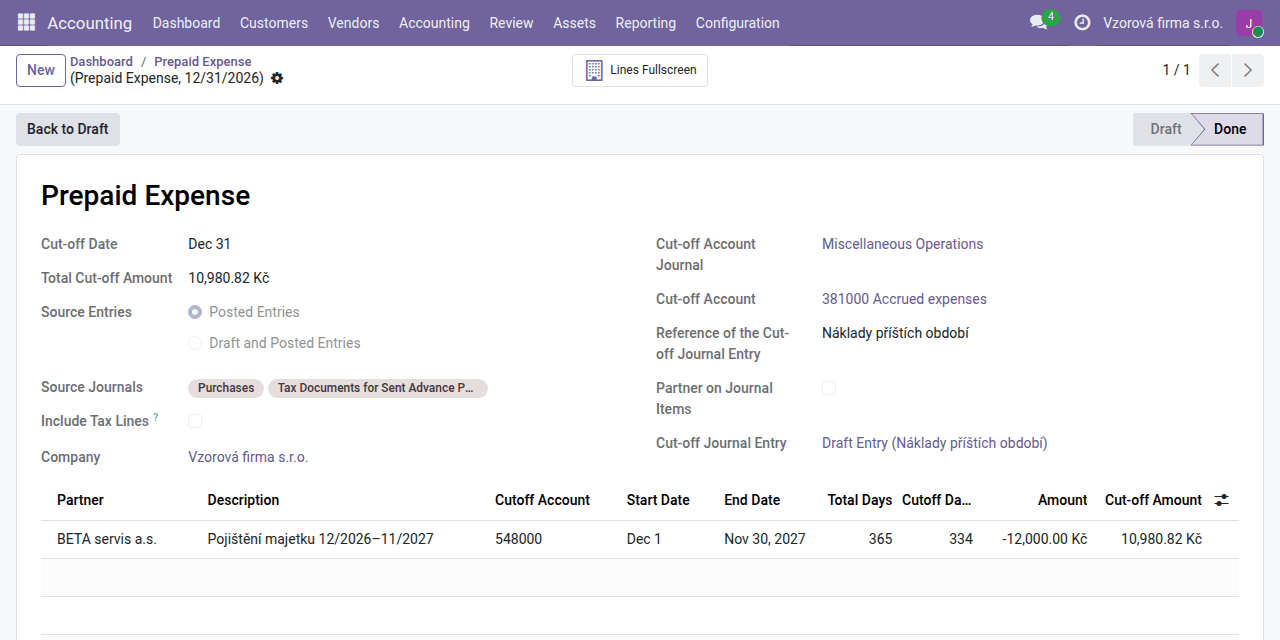 Accounting Dashboard Customers Vendors Accounting Review Assets Reporting Configuration 4 Vzorová firma s.r.o. J
New Dashboard / Prepaid Expense
(Prepaid Expense, 12/31/2026)
Lines Fullscreen
1 / 1
Back to Draft
Draft Done
Prepaid Expense
Cut-off Date Dec 31
Total Cut-off Amount 10,980.82 Kč
Source Entries Posted Entries
Draft and Posted Entries
Source Journals Purchases Tax Documents for Sent Advance P...
Include Tax Lines ?
Company Vzorová firma s.r.o.
Cut-off Account
Journal
Miscellaneous Operations
Cut-off Account 381000 Accrued expenses
Reference of the Cut-
off Journal Entry
Náklady příštích období
Partner on Journal
Items
Cut-off Journal Entry Draft Entry (Náklady příštích období)
Partner Description Cutoff Account Start Date End Date Total Days Cutoff Da... Amount Cut-off Amount
BETA servis a.s. Pojištění majetku 12/2026–11/2027 548000 Dec 1 Nov 30, 2027 365 334 -12,000.00 Kč 10,980.82 Kč